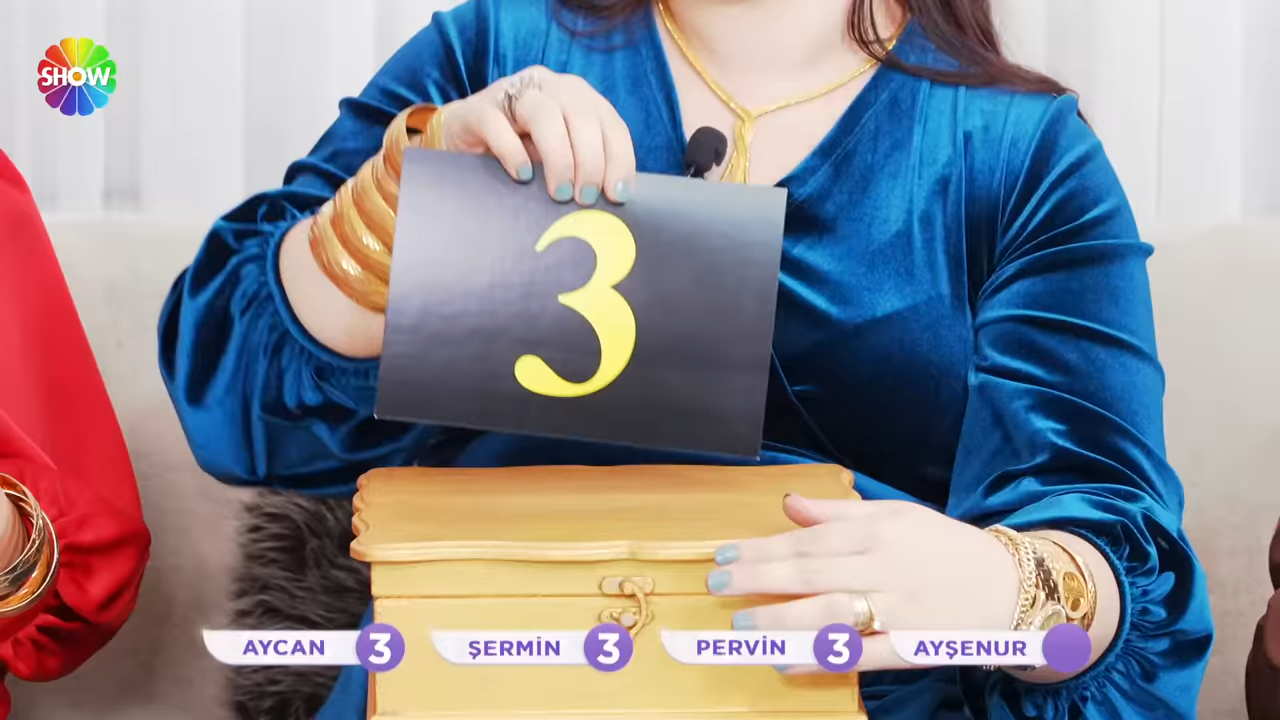 SHOW
3
AYCAN 3
ŞERMİN 3
PERVİN 3
AYŞENUR